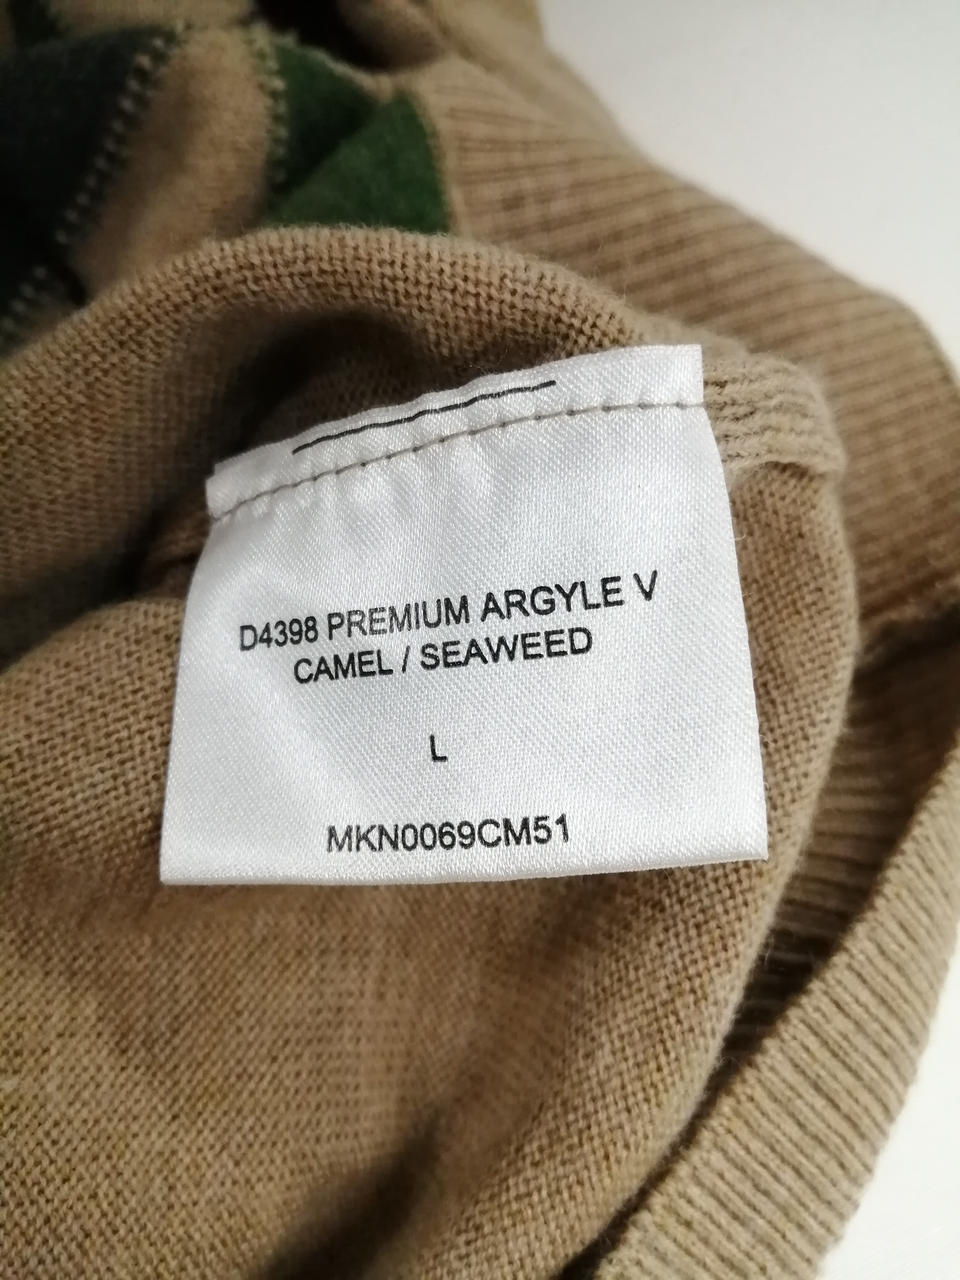 D4398 PREMIUM ARGYLE V
CAMEL / SEAWEED
L
MKN0069CM51